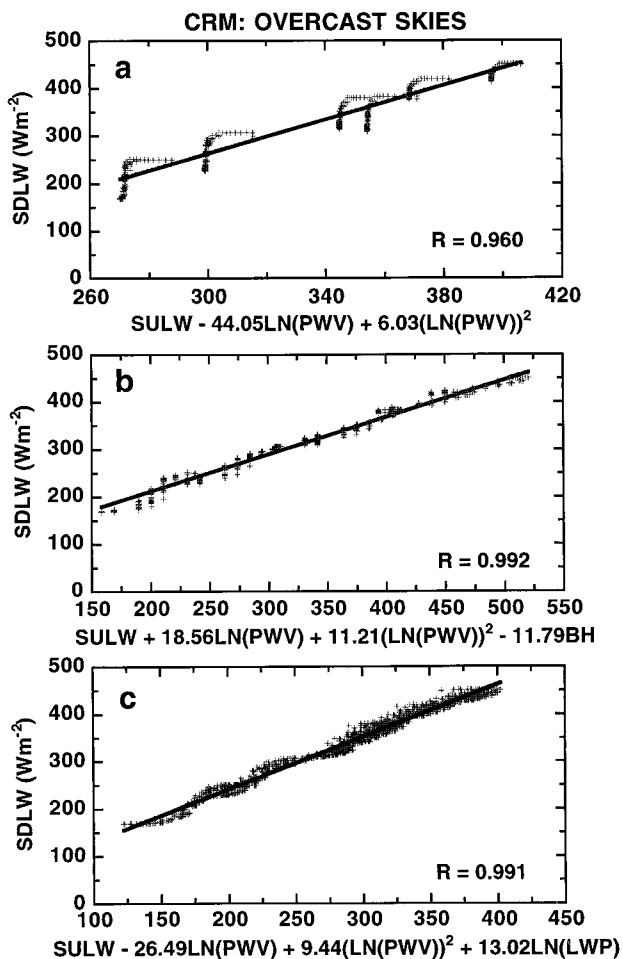 CRM: OVERCAST SKIES
a
500
400
300
200
100
0
SDLW (Wm⁻²)
R = 0.960
260 300 340 380 420
SULW - 44.05LN(PWV) + 6.03(LN(PWV))²
b
500
400
300
200
100
0
SDLW (Wm⁻²)
R = 0.992
150 200 250 300 350 400 450 500 550
SULW + 18.56LN(PWV) + 11.21(LN(PWV))² - 11.79BH
c
500
400
300
200
100
0
SDLW (Wm⁻²)
R = 0.991
100 150 200 250 300 350 400 450
SULW - 26.49LN(PWV) + 9.44(LN(PWV))² + 13.02LN(LWP)